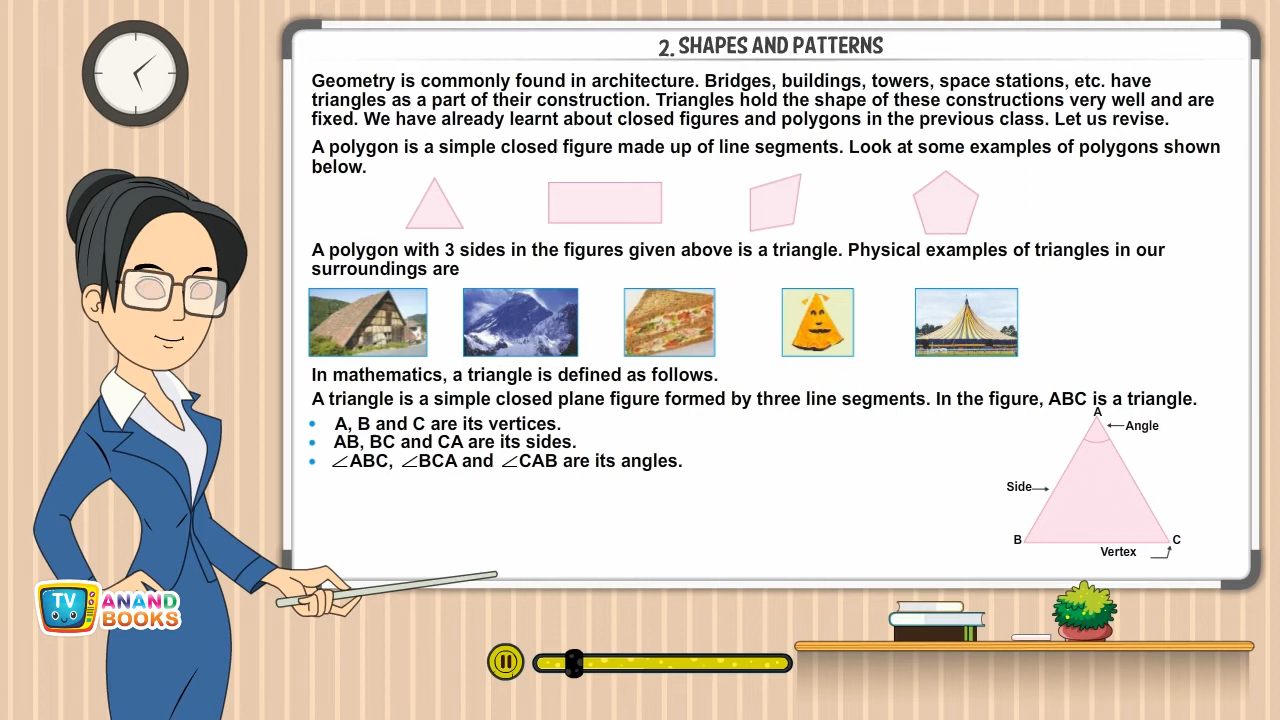 2. SHAPES AND PATTERNS
Geometry is commonly found in architecture. Bridges, buildings, towers, space stations, etc. have
triangles as a part of their construction. Triangles hold the shape of these constructions very well and are
fixed. We have already learnt about closed figures and polygons in the previous class. Let us revise.
A polygon is a simple closed figure made up of line segments. Look at some examples of polygons shown
below.
A polygon with 3 sides in the figures given above is a triangle. Physical examples of triangles in our
surroundings are
In mathematics, a triangle is defined as follows.
A triangle is a simple closed plane figure formed by three line segments. In the figure, ABC is a triangle.
• A, B and C are its vertices.
• AB, BC and CA are its sides.
• ∠ABC, ∠BCA and ∠CAB are its angles.
A
Angle
Side
B
C
Vertex
TV
ANAND
BOOKS